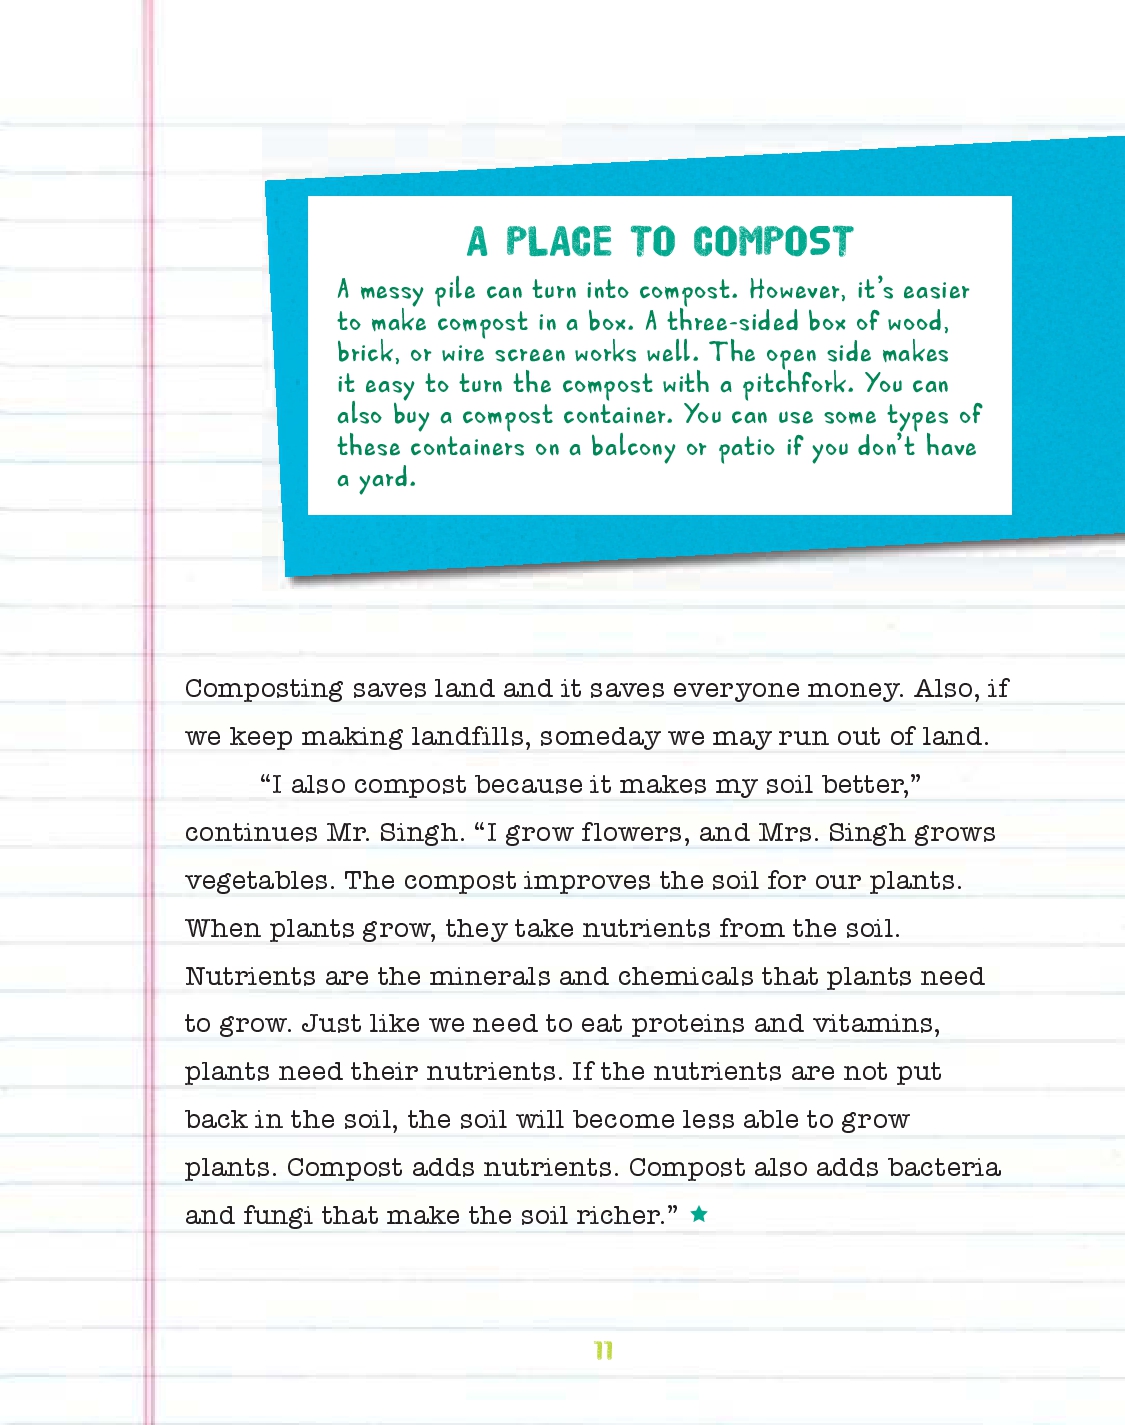 A PLACE TO COMPOST
A messy pile can turn into compost. However, it's easier
to make compost in a box. A three-sided box of wood,
brick, or wire screen works well. The open side makes
it easy to turn the compost with a pitchfork. You can
also buy a compost container. You can use some types of
these containers on a balcony or patio if you don't have
a yard.
Composting saves land and it saves everyone money. Also, if
we keep making landfills, someday we may run out of land.
“I also compost because it makes my soil better,”
continues Mr. Singh. “I grow flowers, and Mrs. Singh grows
vegetables. The compost improves the soil for our plants.
When plants grow, they take nutrients from the soil.
Nutrients are the minerals and chemicals that plants need
to grow. Just like we need to eat proteins and vitamins,
plants need their nutrients. If the nutrients are not put
back in the soil, the soil will become less able to grow
plants. Compost adds nutrients. Compost also adds bacteria
and fungi that make the soil richer.” ★
11